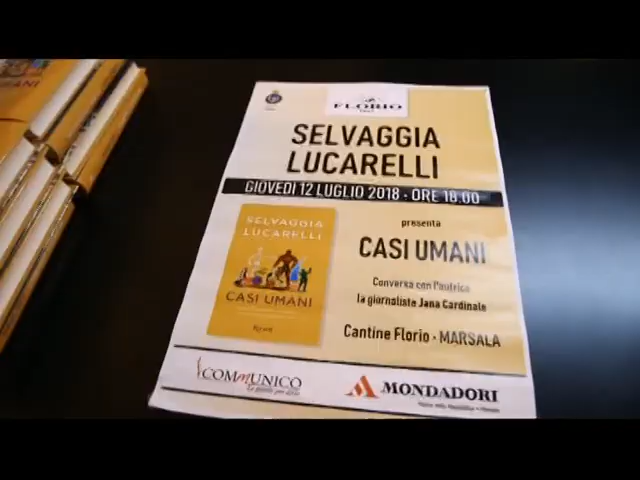 FLORIO
SELVAGGIA
LUCARELLI
GIOVEDÌ 12 LUGLIO 2018 - ORE 18.00
presenta
CASI UMANI
Conversa con l'autrice
la giornalista Jana Cardinale
Cantine Florio - MARSALA
SELVAGGIA
LUCARELLI
CASI UMANI
COMMUNICO
MONDADORI